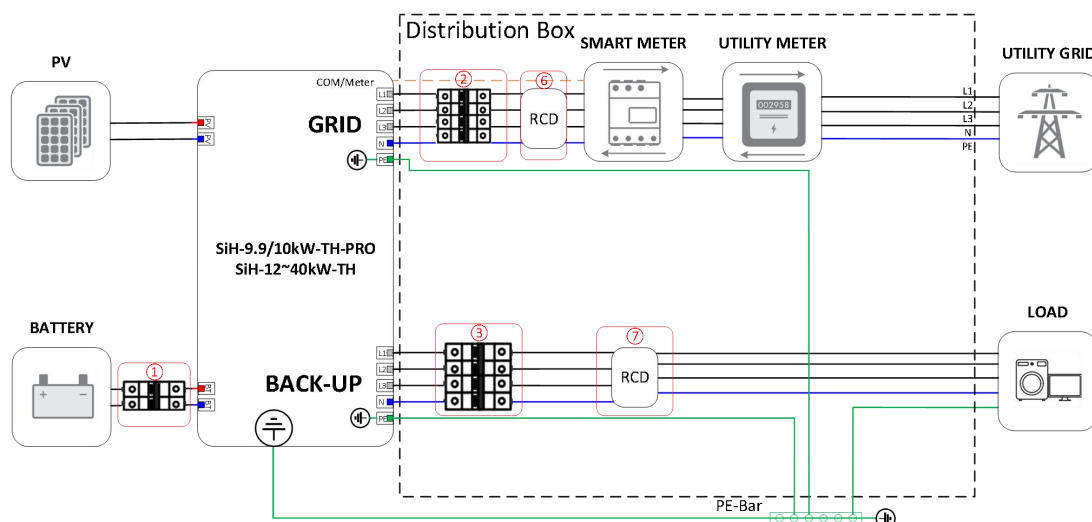 Distribution Box
PV
SMART METER
UTILITY METER
UTILITY GRID
COM/Meter
②
⑥
L1
L2
L3
N
PE
GRID
RCD
002958
L1
L2
L3
N
PE
SiH-9.9/10kW-TH-PRO
SiH-12~40kW-TH
BATTERY
①
③
⑦
LOAD
L1
L2
L3
N
PE
BACK-UP
RCD
PE-Bar